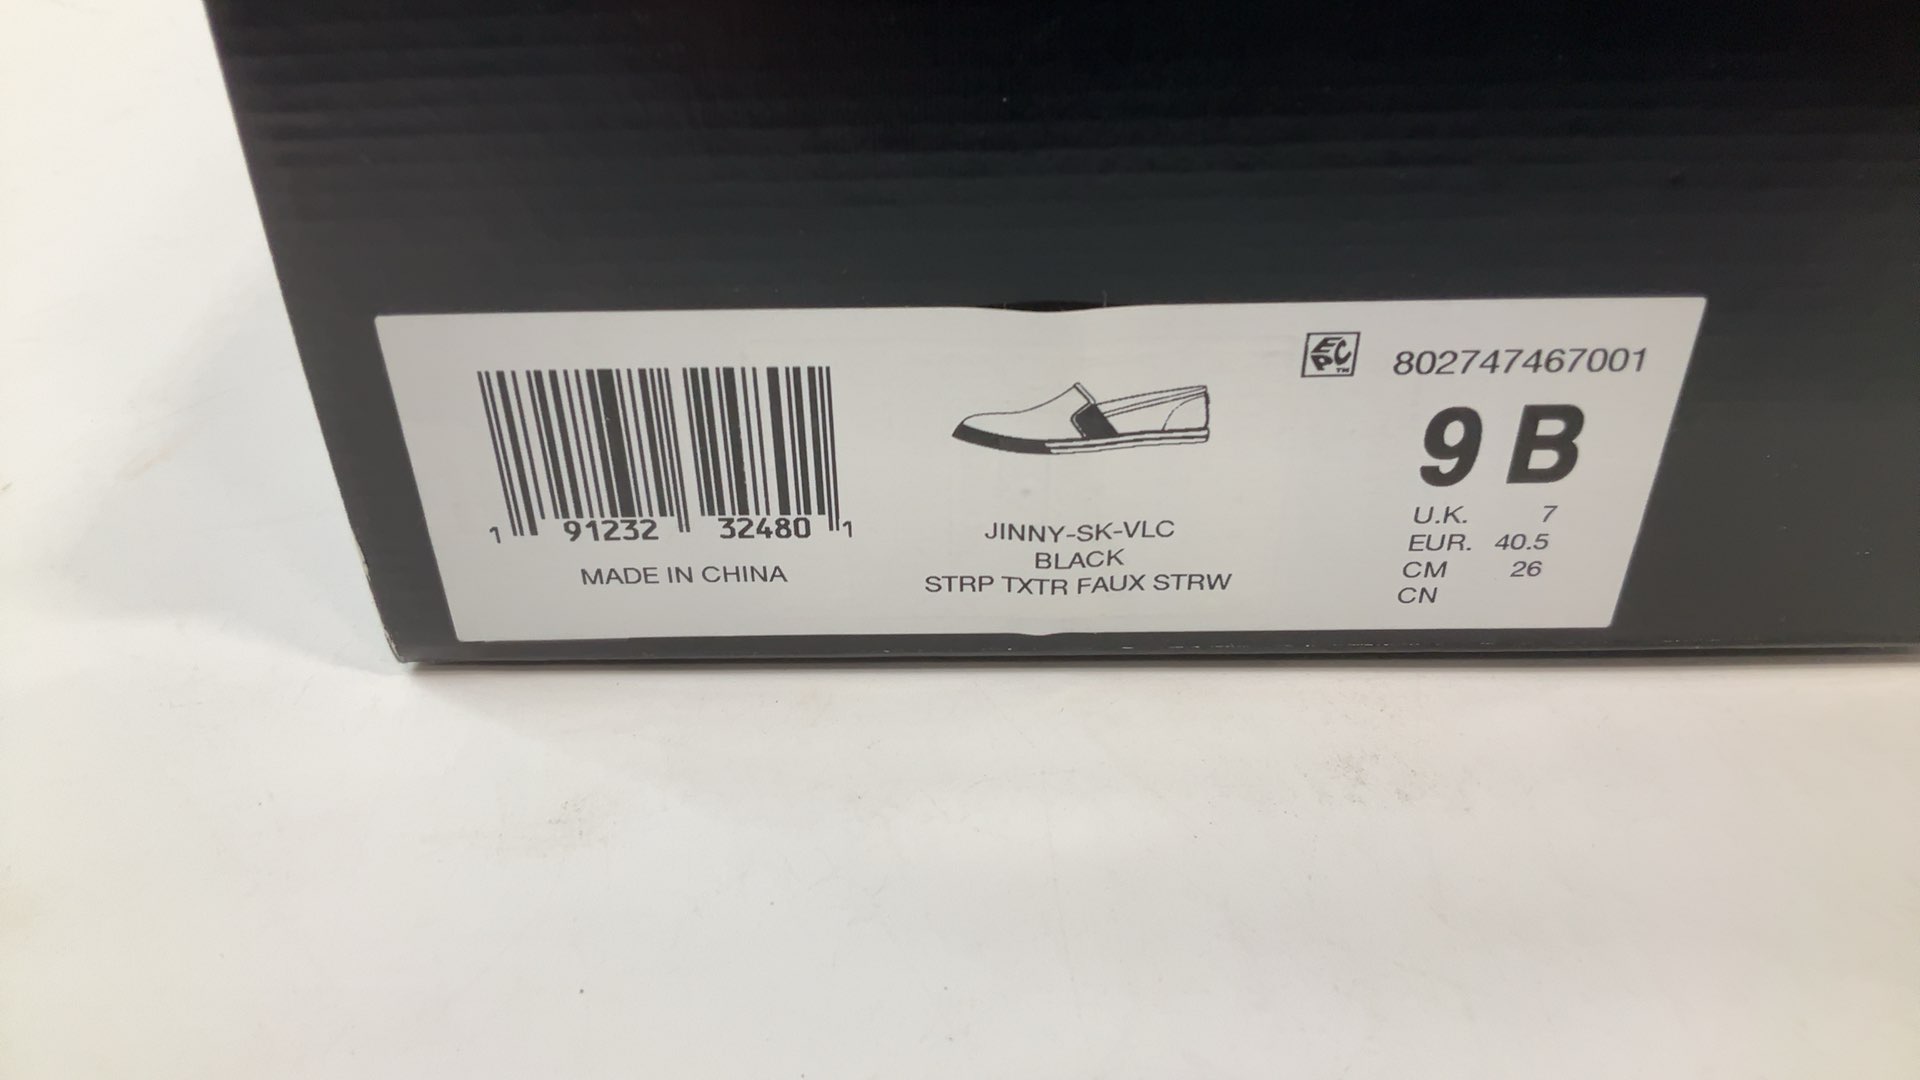 1 91232 32480 1
MADE IN CHINA
JINNY-SK-VLC
BLACK
STRP TXTR FAUX STRW
EPC™ 802747467001
9 B
U.K. 7
EUR. 40.5
CM 26
CN